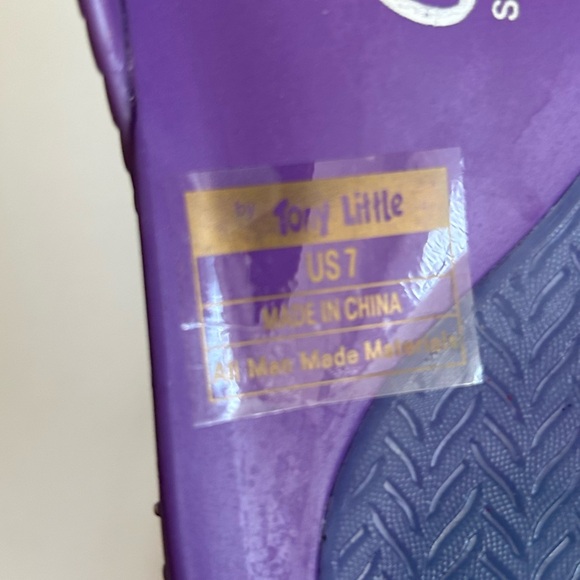 by Tony Little
US 7
MADE IN CHINA
All Man Made Materials
S